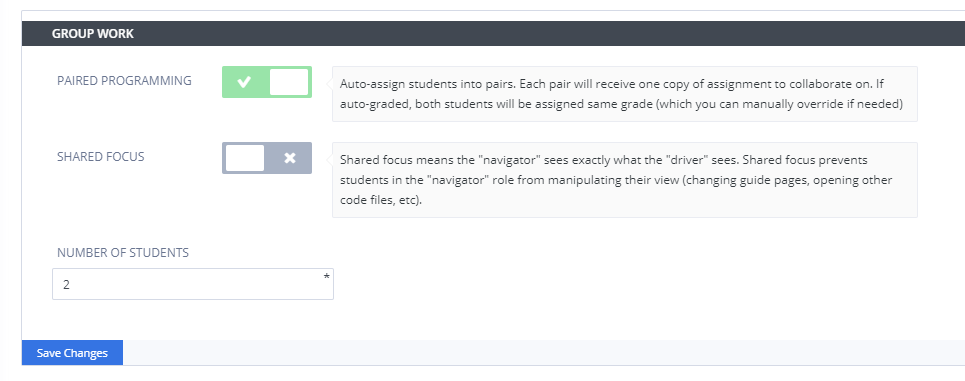 GROUP WORK
PAIRED PROGRAMMING
Auto-assign students into pairs. Each pair will receive one copy of assignment to collaborate on. If
auto-graded, both students will be assigned same grade (which you can manually override if needed)
SHARED FOCUS
Shared focus means the "navigator" sees exactly what the "driver" sees. Shared focus prevents
students in the "navigator" role from manipulating their view (changing guide pages, opening other
code files, etc).
NUMBER OF STUDENTS
2 *
Save Changes